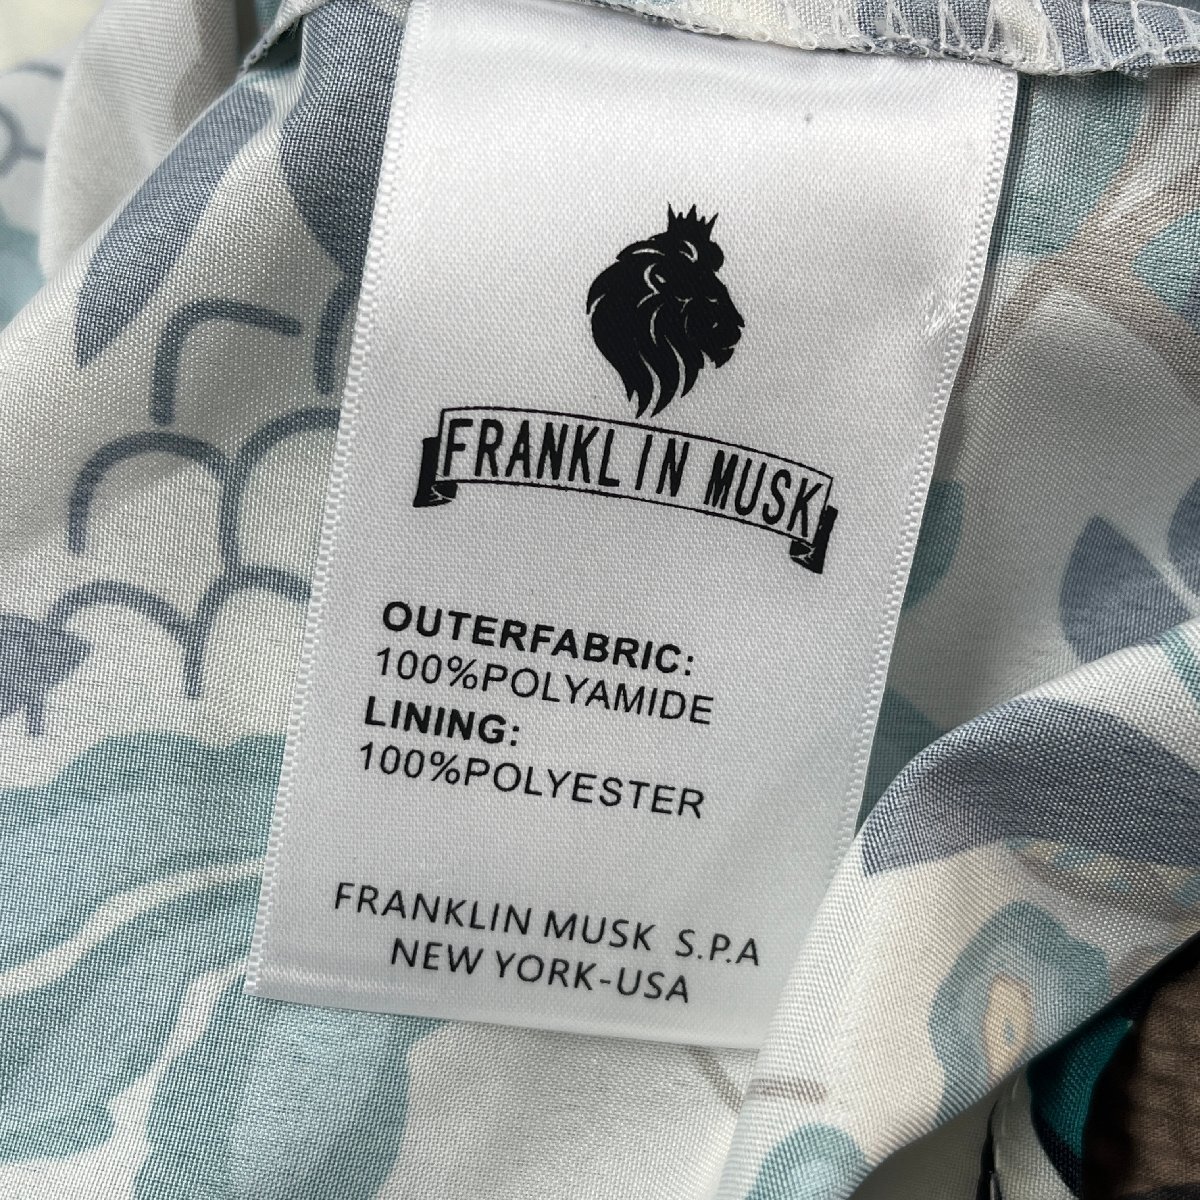 FRANKLIN MUSK
OUTERFABRIC:
100%POLYAMIDE
LINING:
100%POLYESTER
FRANKLIN MUSK S.P.A
NEW YORK-USA